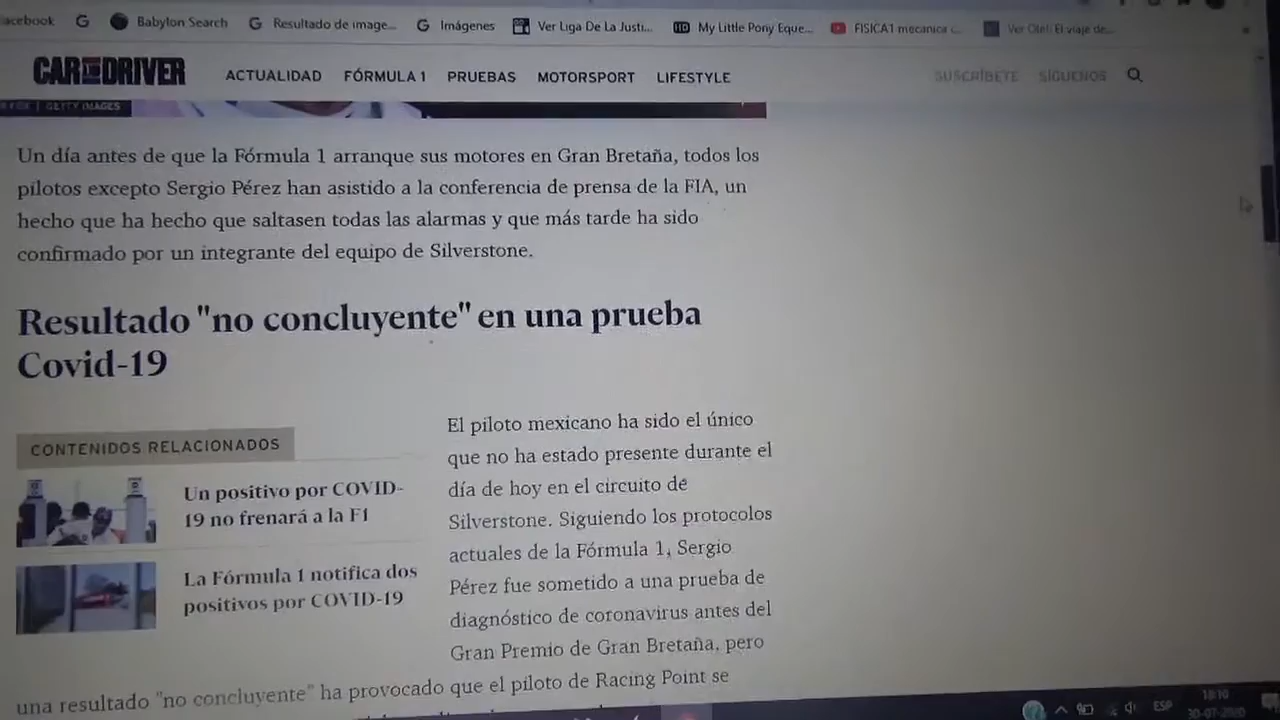 acebook Babylon Search Resultado de image... Imágenes Ver Liga De La Justi... My Little Pony Eque... FISICA1 mecanica c... Ver Oteli: El viaje de...
CAR AND DRIVER ACTUALIDAD FÓRMULA 1 PRUEBAS MOTORSPORT LIFESTYLE SUSCRÍBETE SÍGUENOS
GETTY IMAGES
Un día antes de que la Fórmula 1 arranque sus motores en Gran Bretaña, todos los
pilotos excepto Sergio Pérez han asistido a la conferencia de prensa de la FIA, un
hecho que ha hecho que saltasen todas las alarmas y que más tarde ha sido
confirmado por un integrante del equipo de Silverstone.
Resultado "no concluyente" en una prueba
Covid-19
CONTENIDOS RELACIONADOS
Un positivo por COVID-
19 no frenará a la F1
La Fórmula 1 notifica dos
positivos por COVID-19
El piloto mexicano ha sido el único
que no ha estado presente durante el
día de hoy en el circuito de
Silverstone. Siguiendo los protocolos
actuales de la Fórmula 1, Sergio
Pérez fue sometido a una prueba de
diagnóstico de coronavirus antes del
Gran Premio de Gran Bretaña, pero
una resultado "no concluyente" ha provocado que el piloto de Racing Point se
ESP